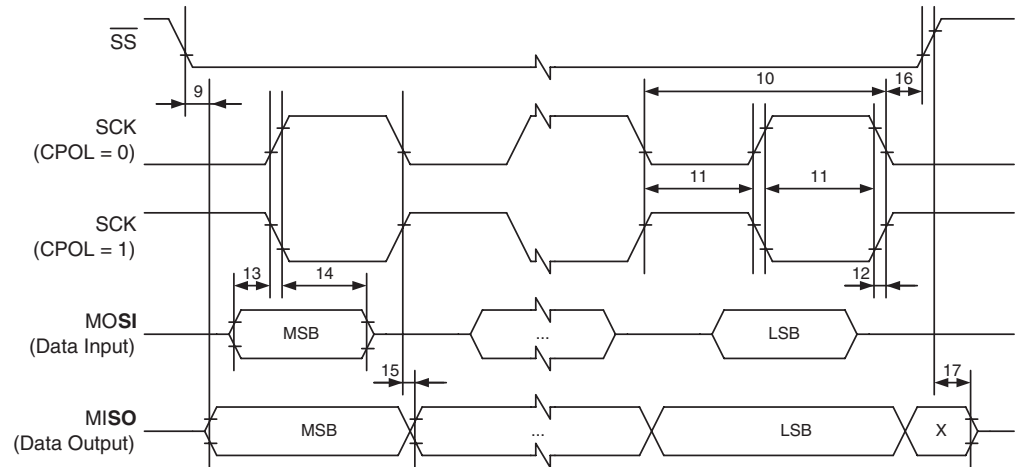 SS
9
10
16
SCK
(CPOL = 0)
11
11
SCK
(CPOL = 1)
13
14
12
MOSI
(Data Input)
MSB
...
LSB
15
17
MISO
(Data Output)
MSB
...
LSB
X